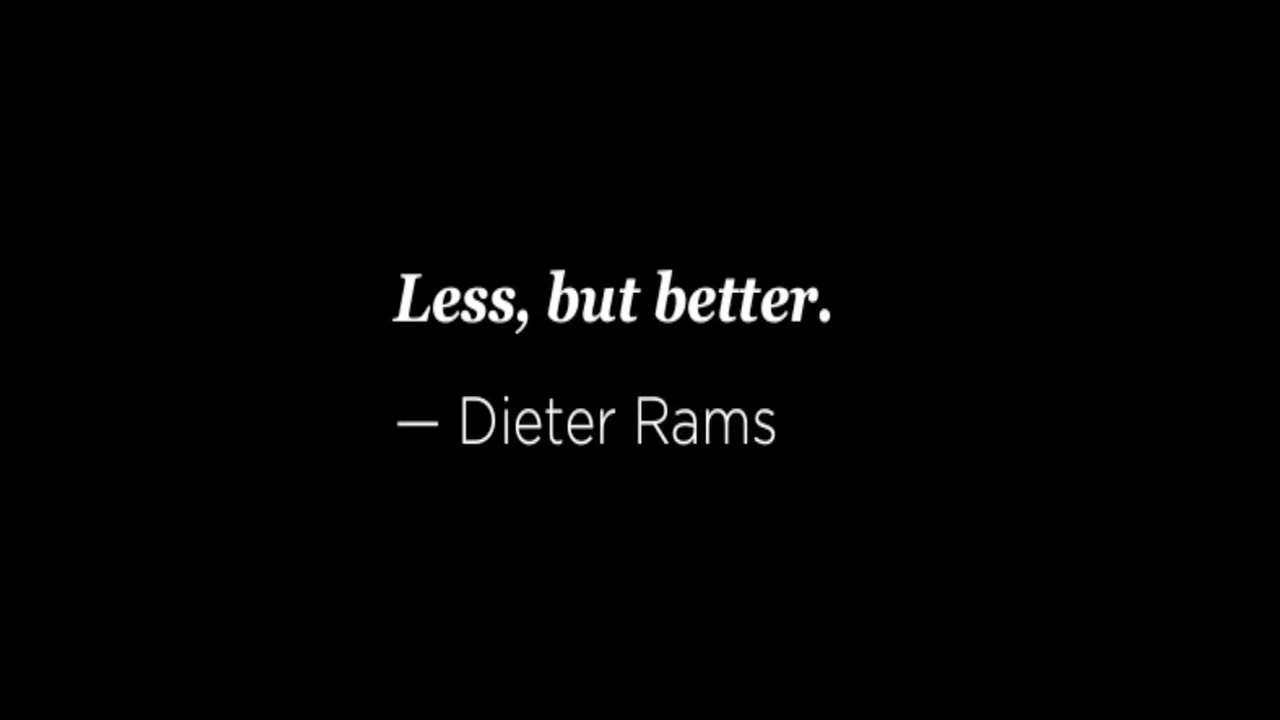 Less, but better.
— Dieter Rams